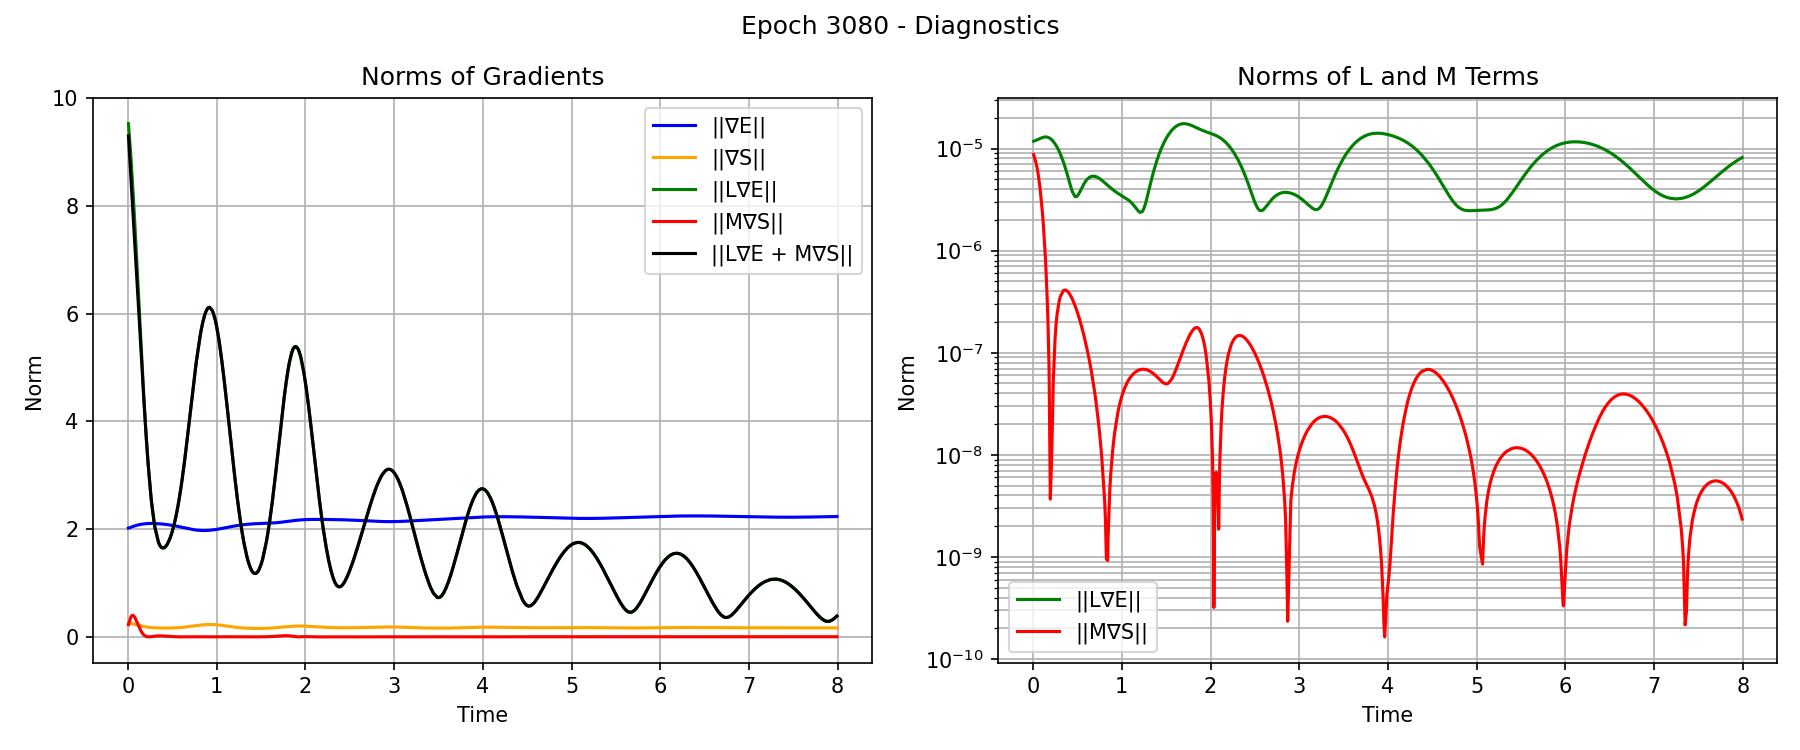 Epoch 3080 - Diagnostics
Norms of Gradients
Norm
10
8
6
4
2
0
0 1 2 3 4 5 6 7 8
Time
||∇E||
||∇S||
||L∇E||
||M∇S||
||L∇E + M∇S||
Norms of L and M Terms
Norm
10⁻⁵
10⁻⁶
10⁻⁷
10⁻⁸
10⁻⁹
10⁻¹⁰
0 1 2 3 4 5 6 7 8
Time
||L∇E||
||M∇S||